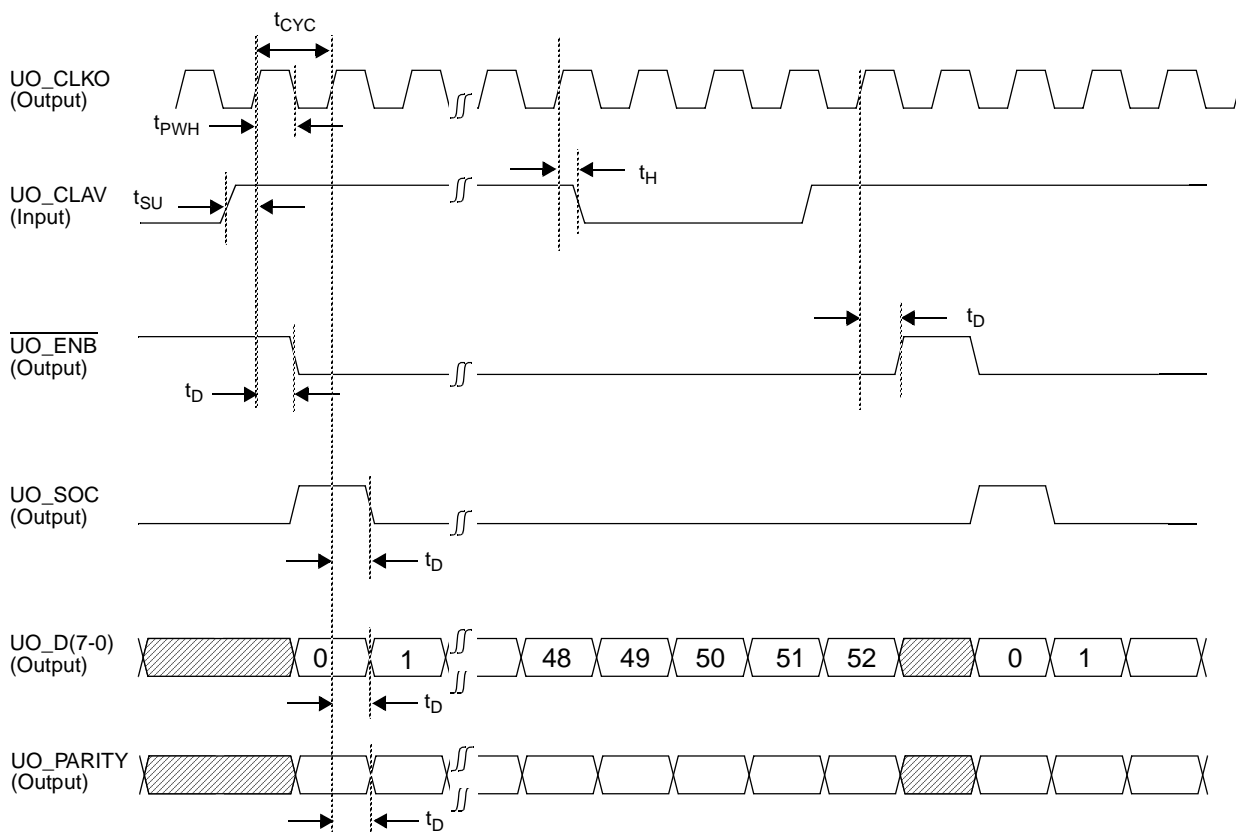 tCYC
UO_CLKO
(Output)
tPWH
UO_CLAV
(Input)
tSU
tH
UO_ENB
(Output)
tD
tD
UO_SOC
(Output)
tD
UO_D(7-0)
(Output)
0 1 48 49 50 51 52 0 1
tD
UO_PARITY
(Output)
tD